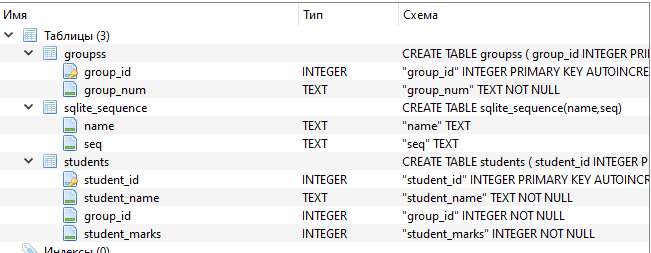 Имя Тип Схема
Таблицы (3)
groupss CREATE TABLE groupss ( group_id INTEGER PRI
group_id INTEGER "group_id" INTEGER PRIMARY KEY AUTOINCRE
group_num TEXT "group_num" TEXT NOT NULL
sqlite_sequence CREATE TABLE sqlite_sequence(name,seq)
name TEXT "name" TEXT
seq TEXT "seq" TEXT
students CREATE TABLE students ( student_id INTEGER P
student_id INTEGER "student_id" INTEGER PRIMARY KEY AUTOINCR
student_name TEXT "student_name" TEXT NOT NULL
group_id INTEGER "group_id" INTEGER NOT NULL
student_marks INTEGER "student_marks" INTEGER NOT NULL
Индексы (0)